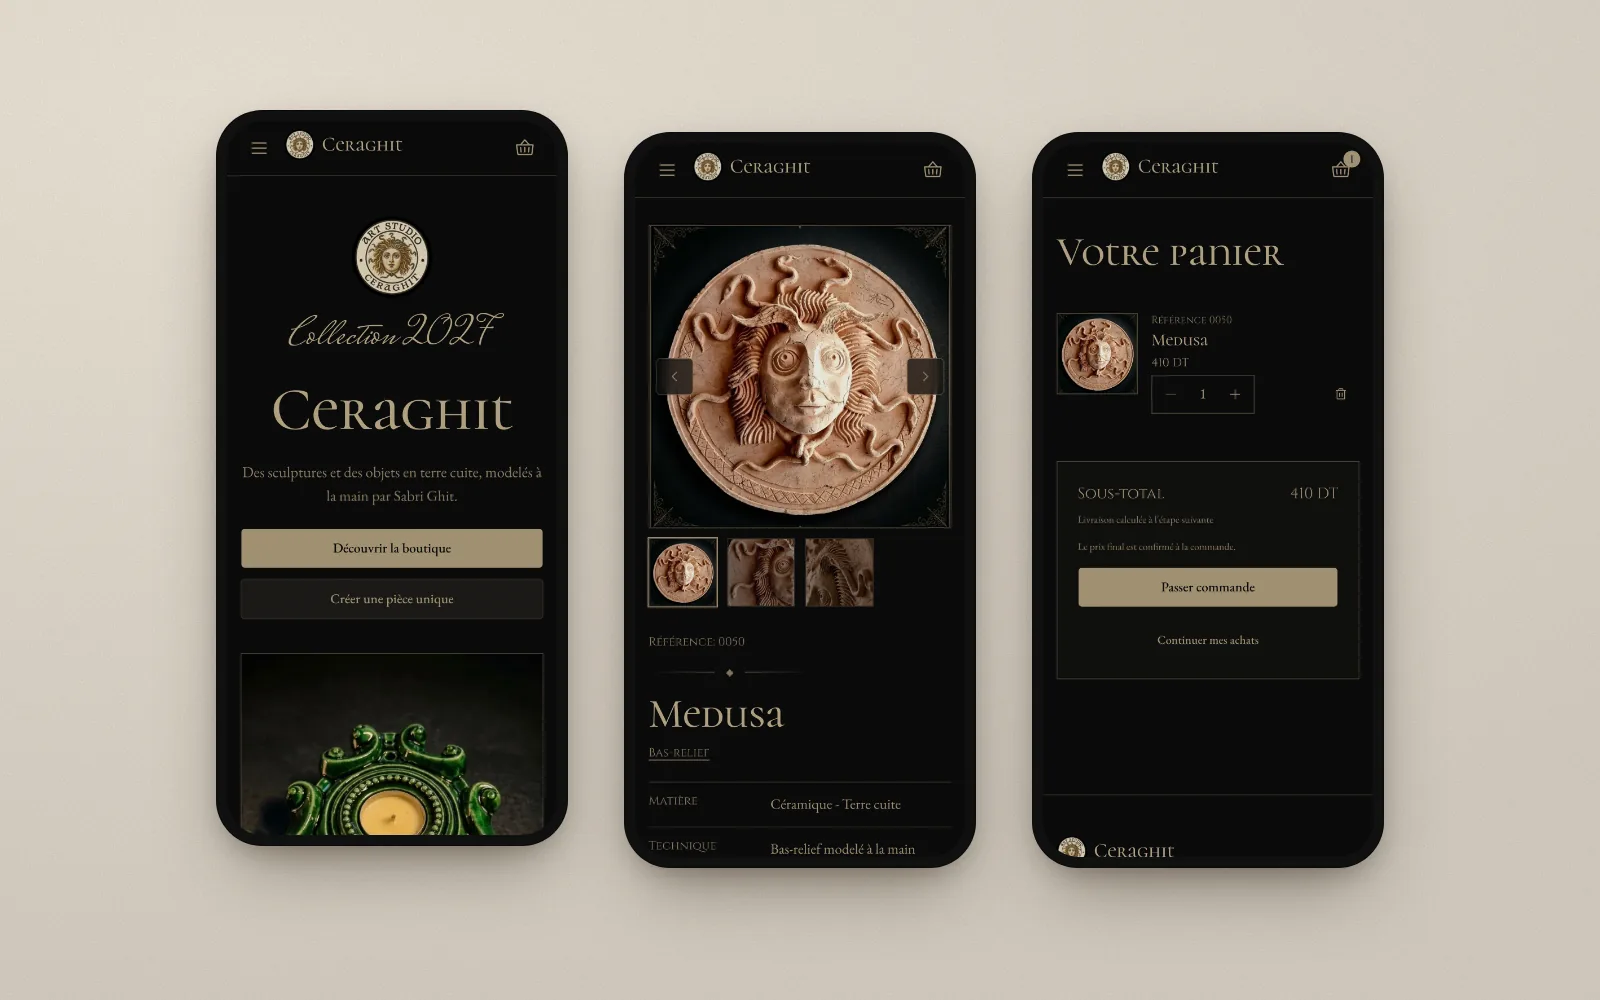 Ceraghit
ART STUDIO
CERAGHIT
Collection 2027
Ceraghit
Des sculptures et des objets en terre cuite, modelés à
la main par Sabri Ghit.
Découvrir la boutique
Créer une pièce unique
Ceraghit
Référence: 0050
Medusa
Bas-relief
Matière
Céramique - Terre cuite
Technique
Bas-relief modelé à la main
Ceraghit
1
Votre panier
Référence 0050
Medusa
410 DT
1
Sous-total
410 DT
Livraison calculée à l'étape suivante
Le prix final est confirmé à la commande.
Passer commande
Continuer mes achats
Ceraghit